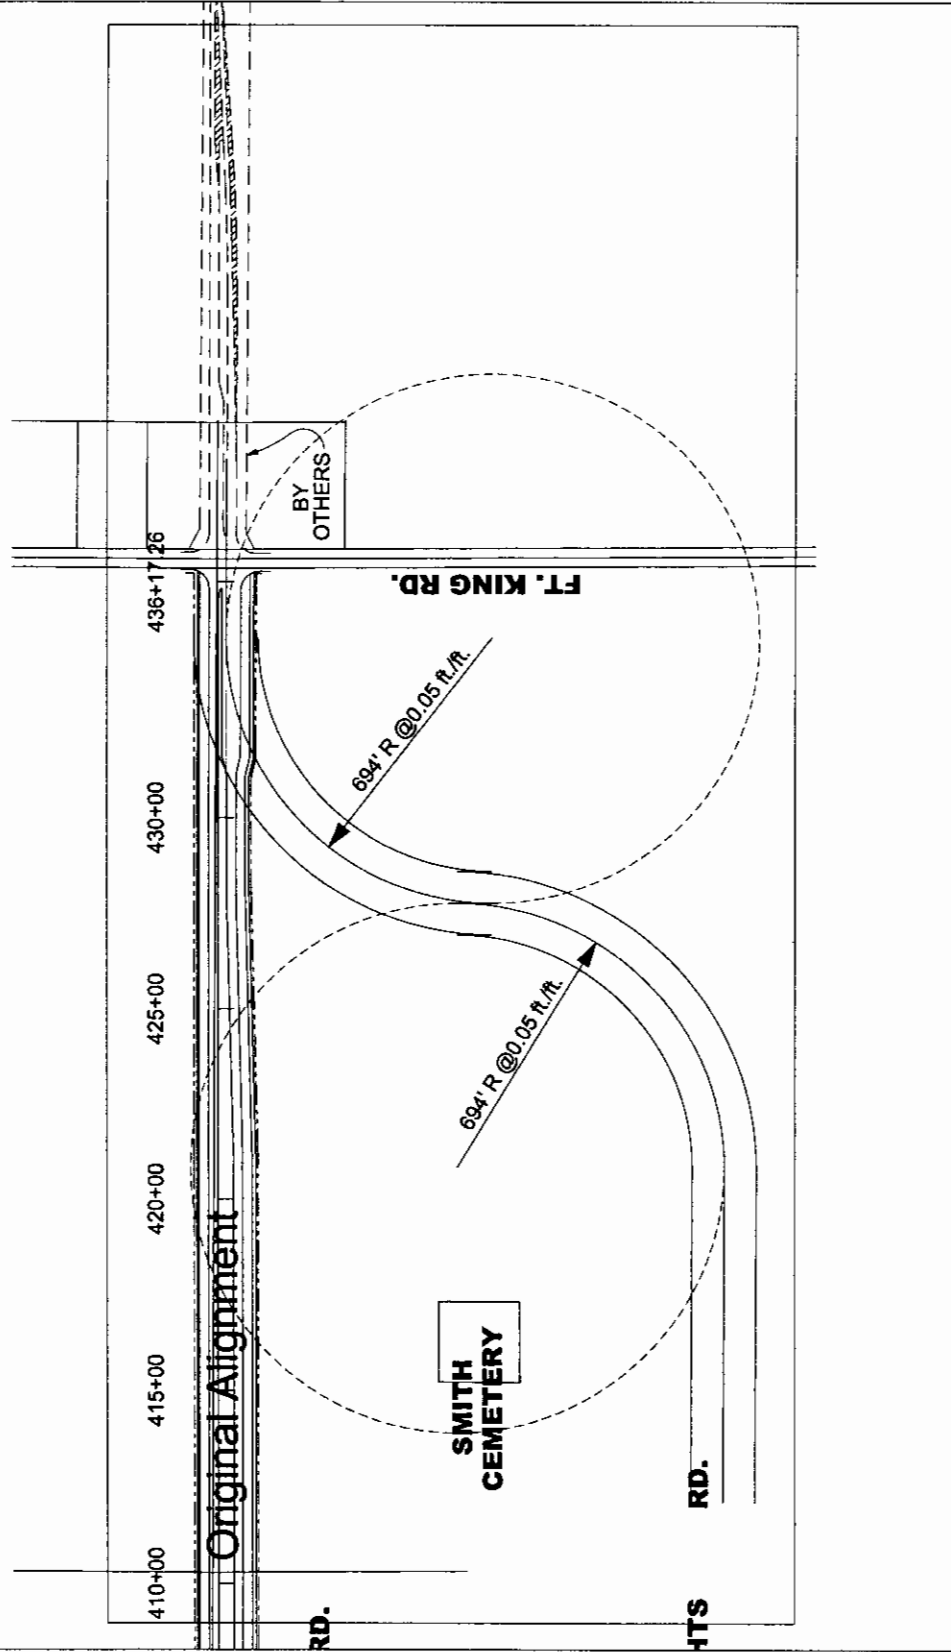 BY
OTHERS
436+17.26
FT. KING RD.
694' R @0.05 ft./ft.
430+00
425+00
694' R @0.05 ft./ft.
420+00
Original Alignment
415+00
SMITH
CEMETERY
RD.
410+00
RD.
HTS